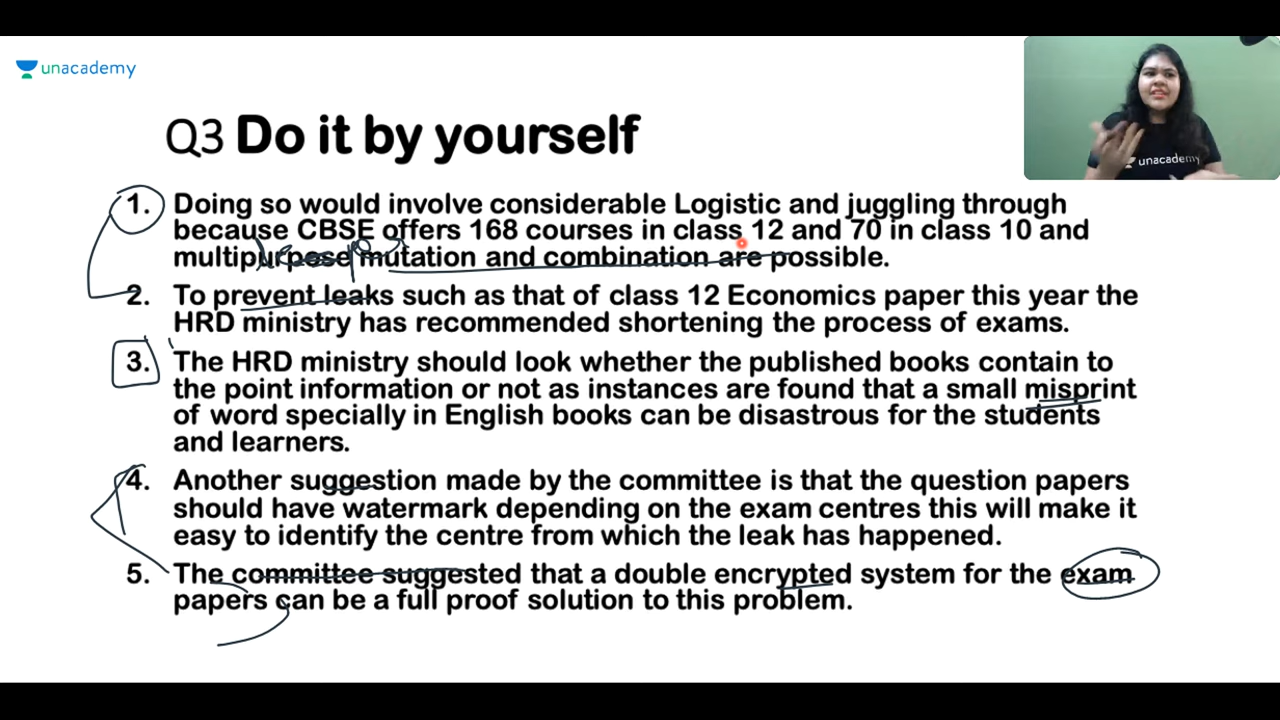 unacademy
unacademy
Q3 Do it by yourself
1. Doing so would involve considerable Logistic and juggling through
because CBSE offers 168 courses in class 12 and 70 in class 10 and
multipurpose mutation and combination are possible.
2. To prevent leaks such as that of class 12 Economics paper this year the
HRD ministry has recommended shortening the process of exams.
3. The HRD ministry should look whether the published books contain to
the point information or not as instances are found that a small misprint
of word specially in English books can be disastrous for the students
and learners.
4. Another suggestion made by the committee is that the question papers
should have watermark depending on the exam centres this will make it
easy to identify the centre from which the leak has happened.
5. The committee suggested that a double encrypted system for the exam
papers can be a full proof solution to this problem.